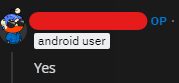 OP ·
android user
Yes